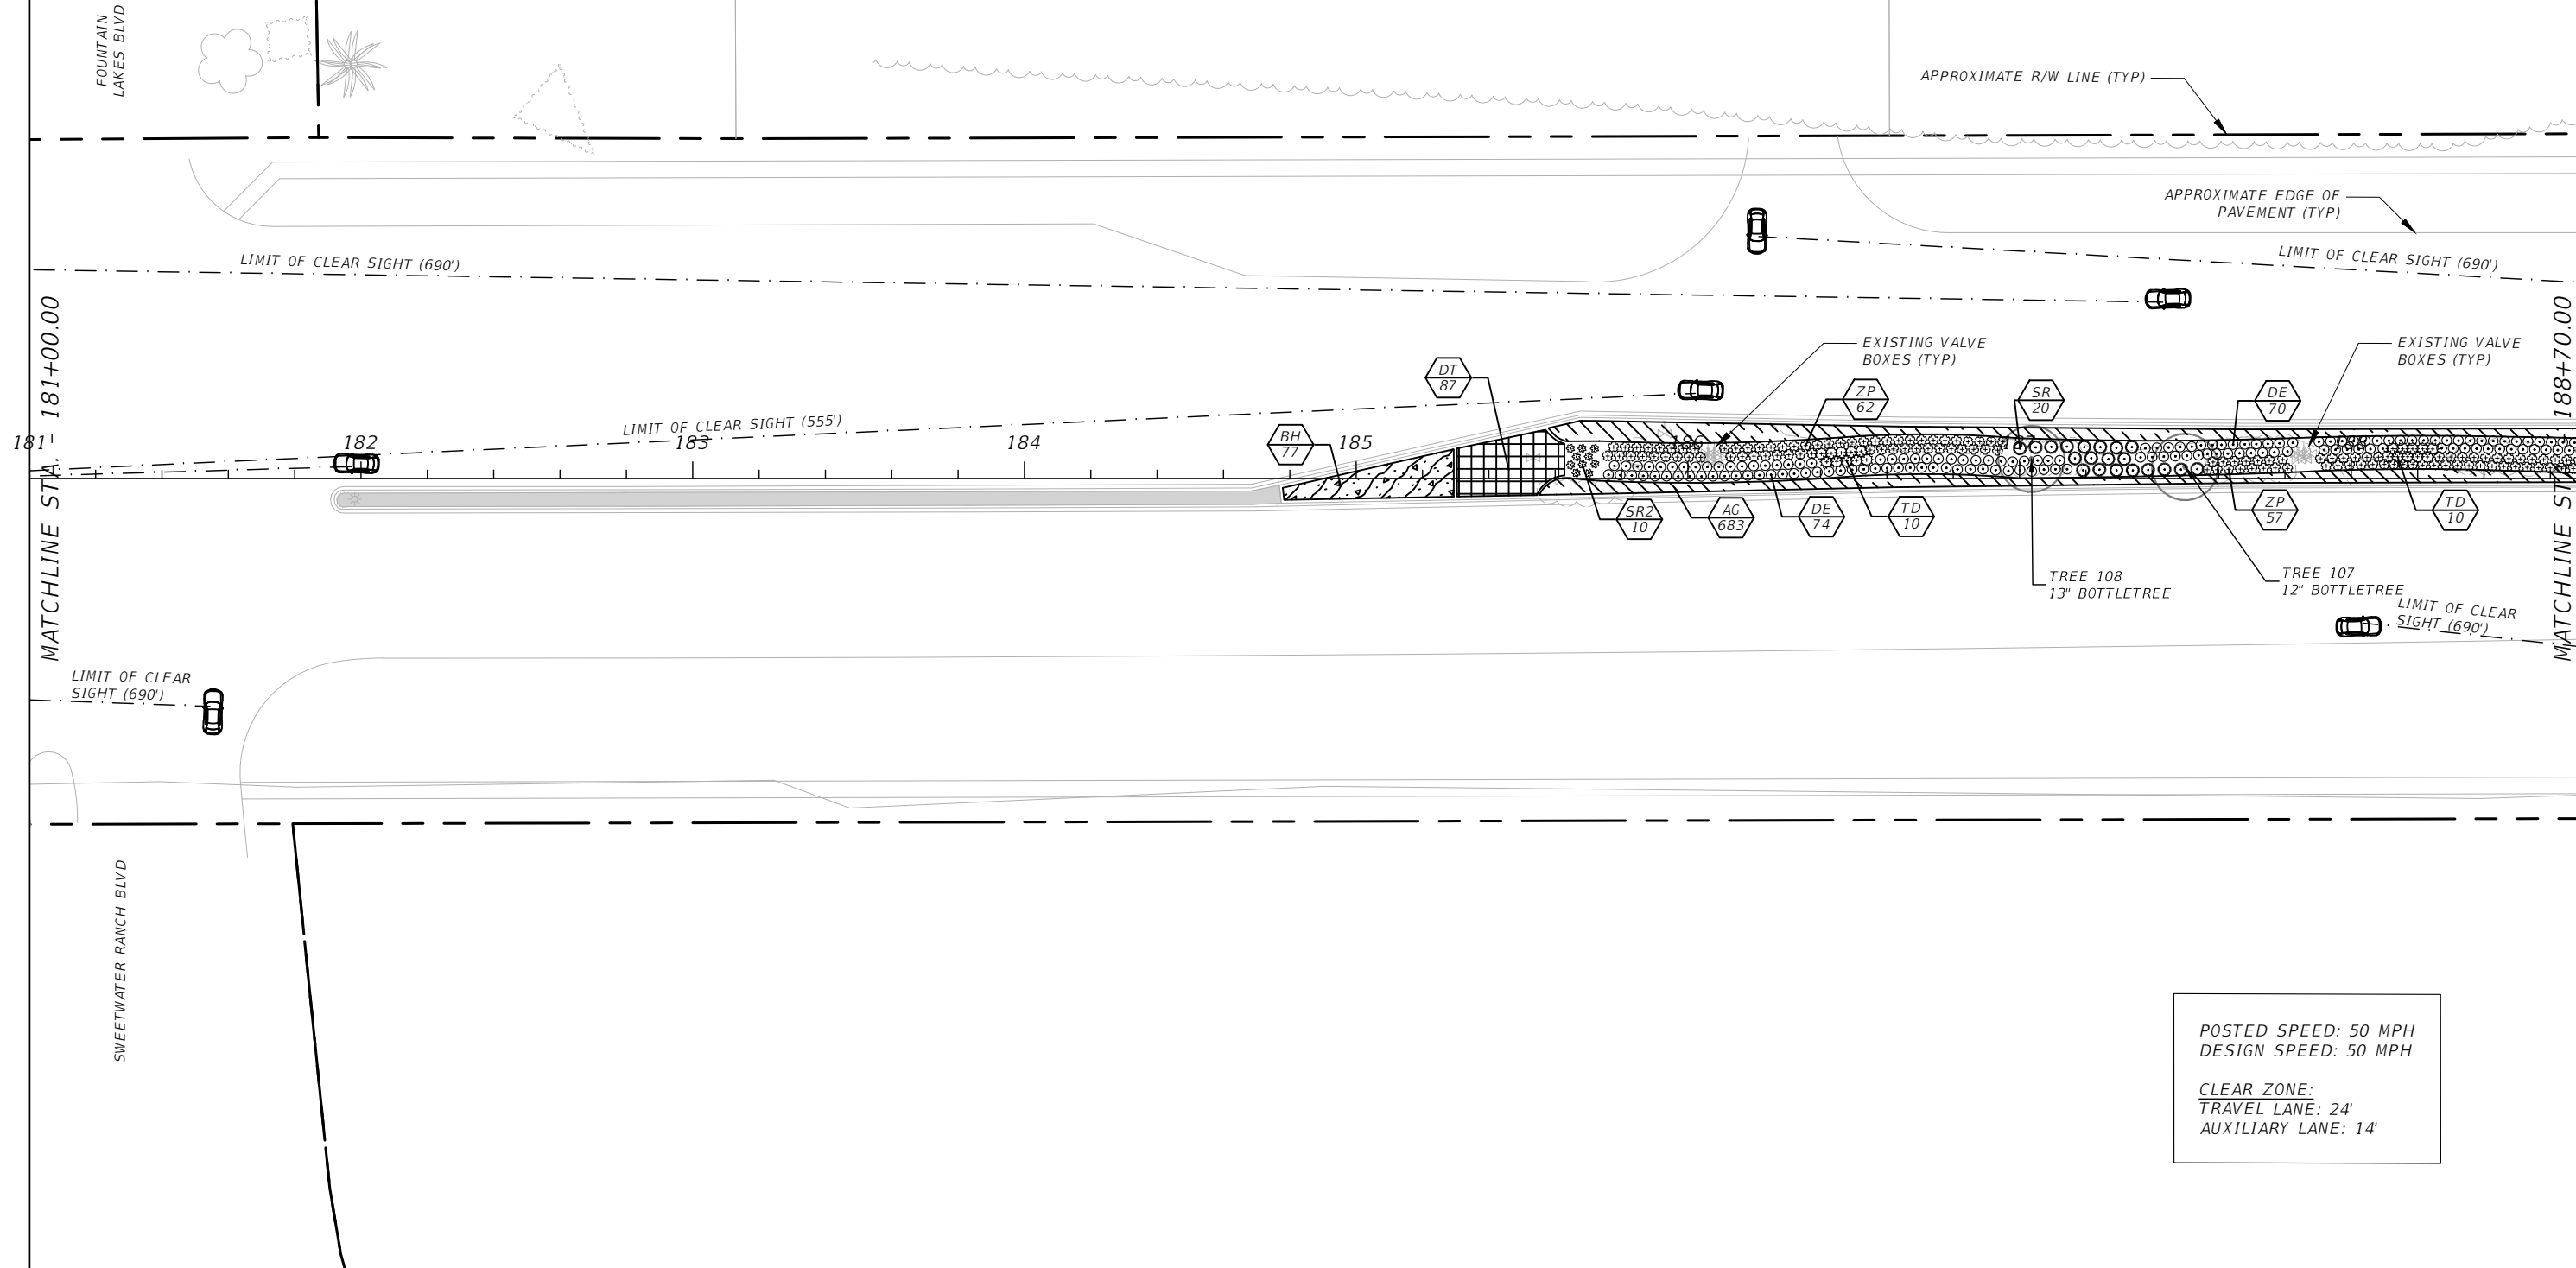 FOUNTAIN
LAKES BLVD
APPROXIMATE R/W LINE (TYP)
APPROXIMATE EDGE OF
PAVEMENT (TYP)
LIMIT OF CLEAR SIGHT (690')
LIMIT OF CLEAR SIGHT (690')
MATCHLINE STA. 181+00.00
MATCHLINE STA. 188+70.00
EXISTING VALVE
BOXES (TYP)
EXISTING VALVE
BOXES (TYP)
DT
87
ZP
62
SR
20
DE
70
LIMIT OF CLEAR SIGHT (555')
BH
77
181
182
183
184
185
186
188
SR2
10
AG
683
DE
74
TD
10
ZP
57
TD
10
TREE 108
13" BOTTLETREE
TREE 107
12" BOTTLETREE
LIMIT OF CLEAR
SIGHT (690')
LIMIT OF CLEAR
SIGHT (690')
SWEETWATER RANCH BLVD
POSTED SPEED: 50 MPH
DESIGN SPEED: 50 MPH
CLEAR ZONE:
TRAVEL LANE: 24'
AUXILIARY LANE: 14'